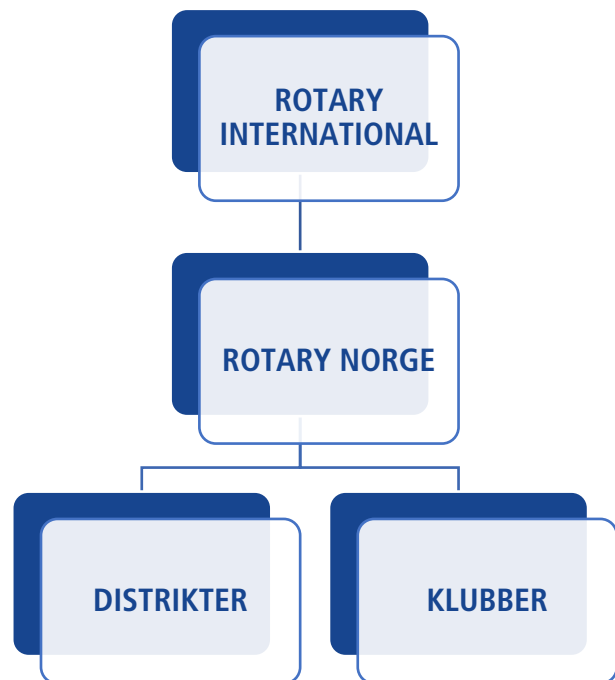 ROTARY
INTERNATIONAL
ROTARY NORGE
DISTRIKTER
KLUBBER